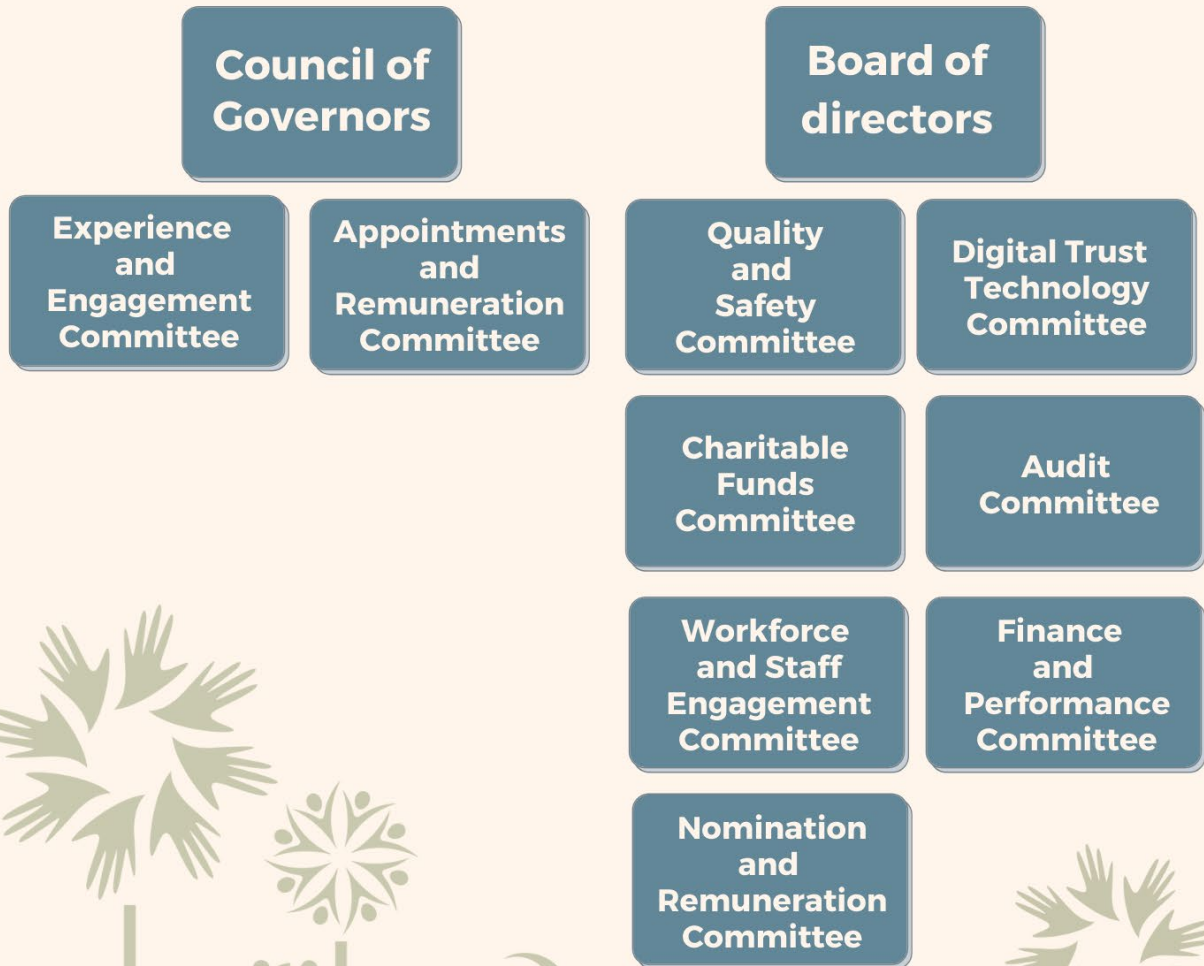 Council of
Governors
Board of
directors
Experience
and
Engagement
Committee
Appointments
and
Remuneration
Committee
Quality
and
Safety
Committee
Digital Trust
Technology
Committee
Charitable
Funds
Committee
Audit
Committee
Workforce
and Staff
Engagement
Committee
Finance
and
Performance
Committee
Nomination
and
Remuneration
Committee